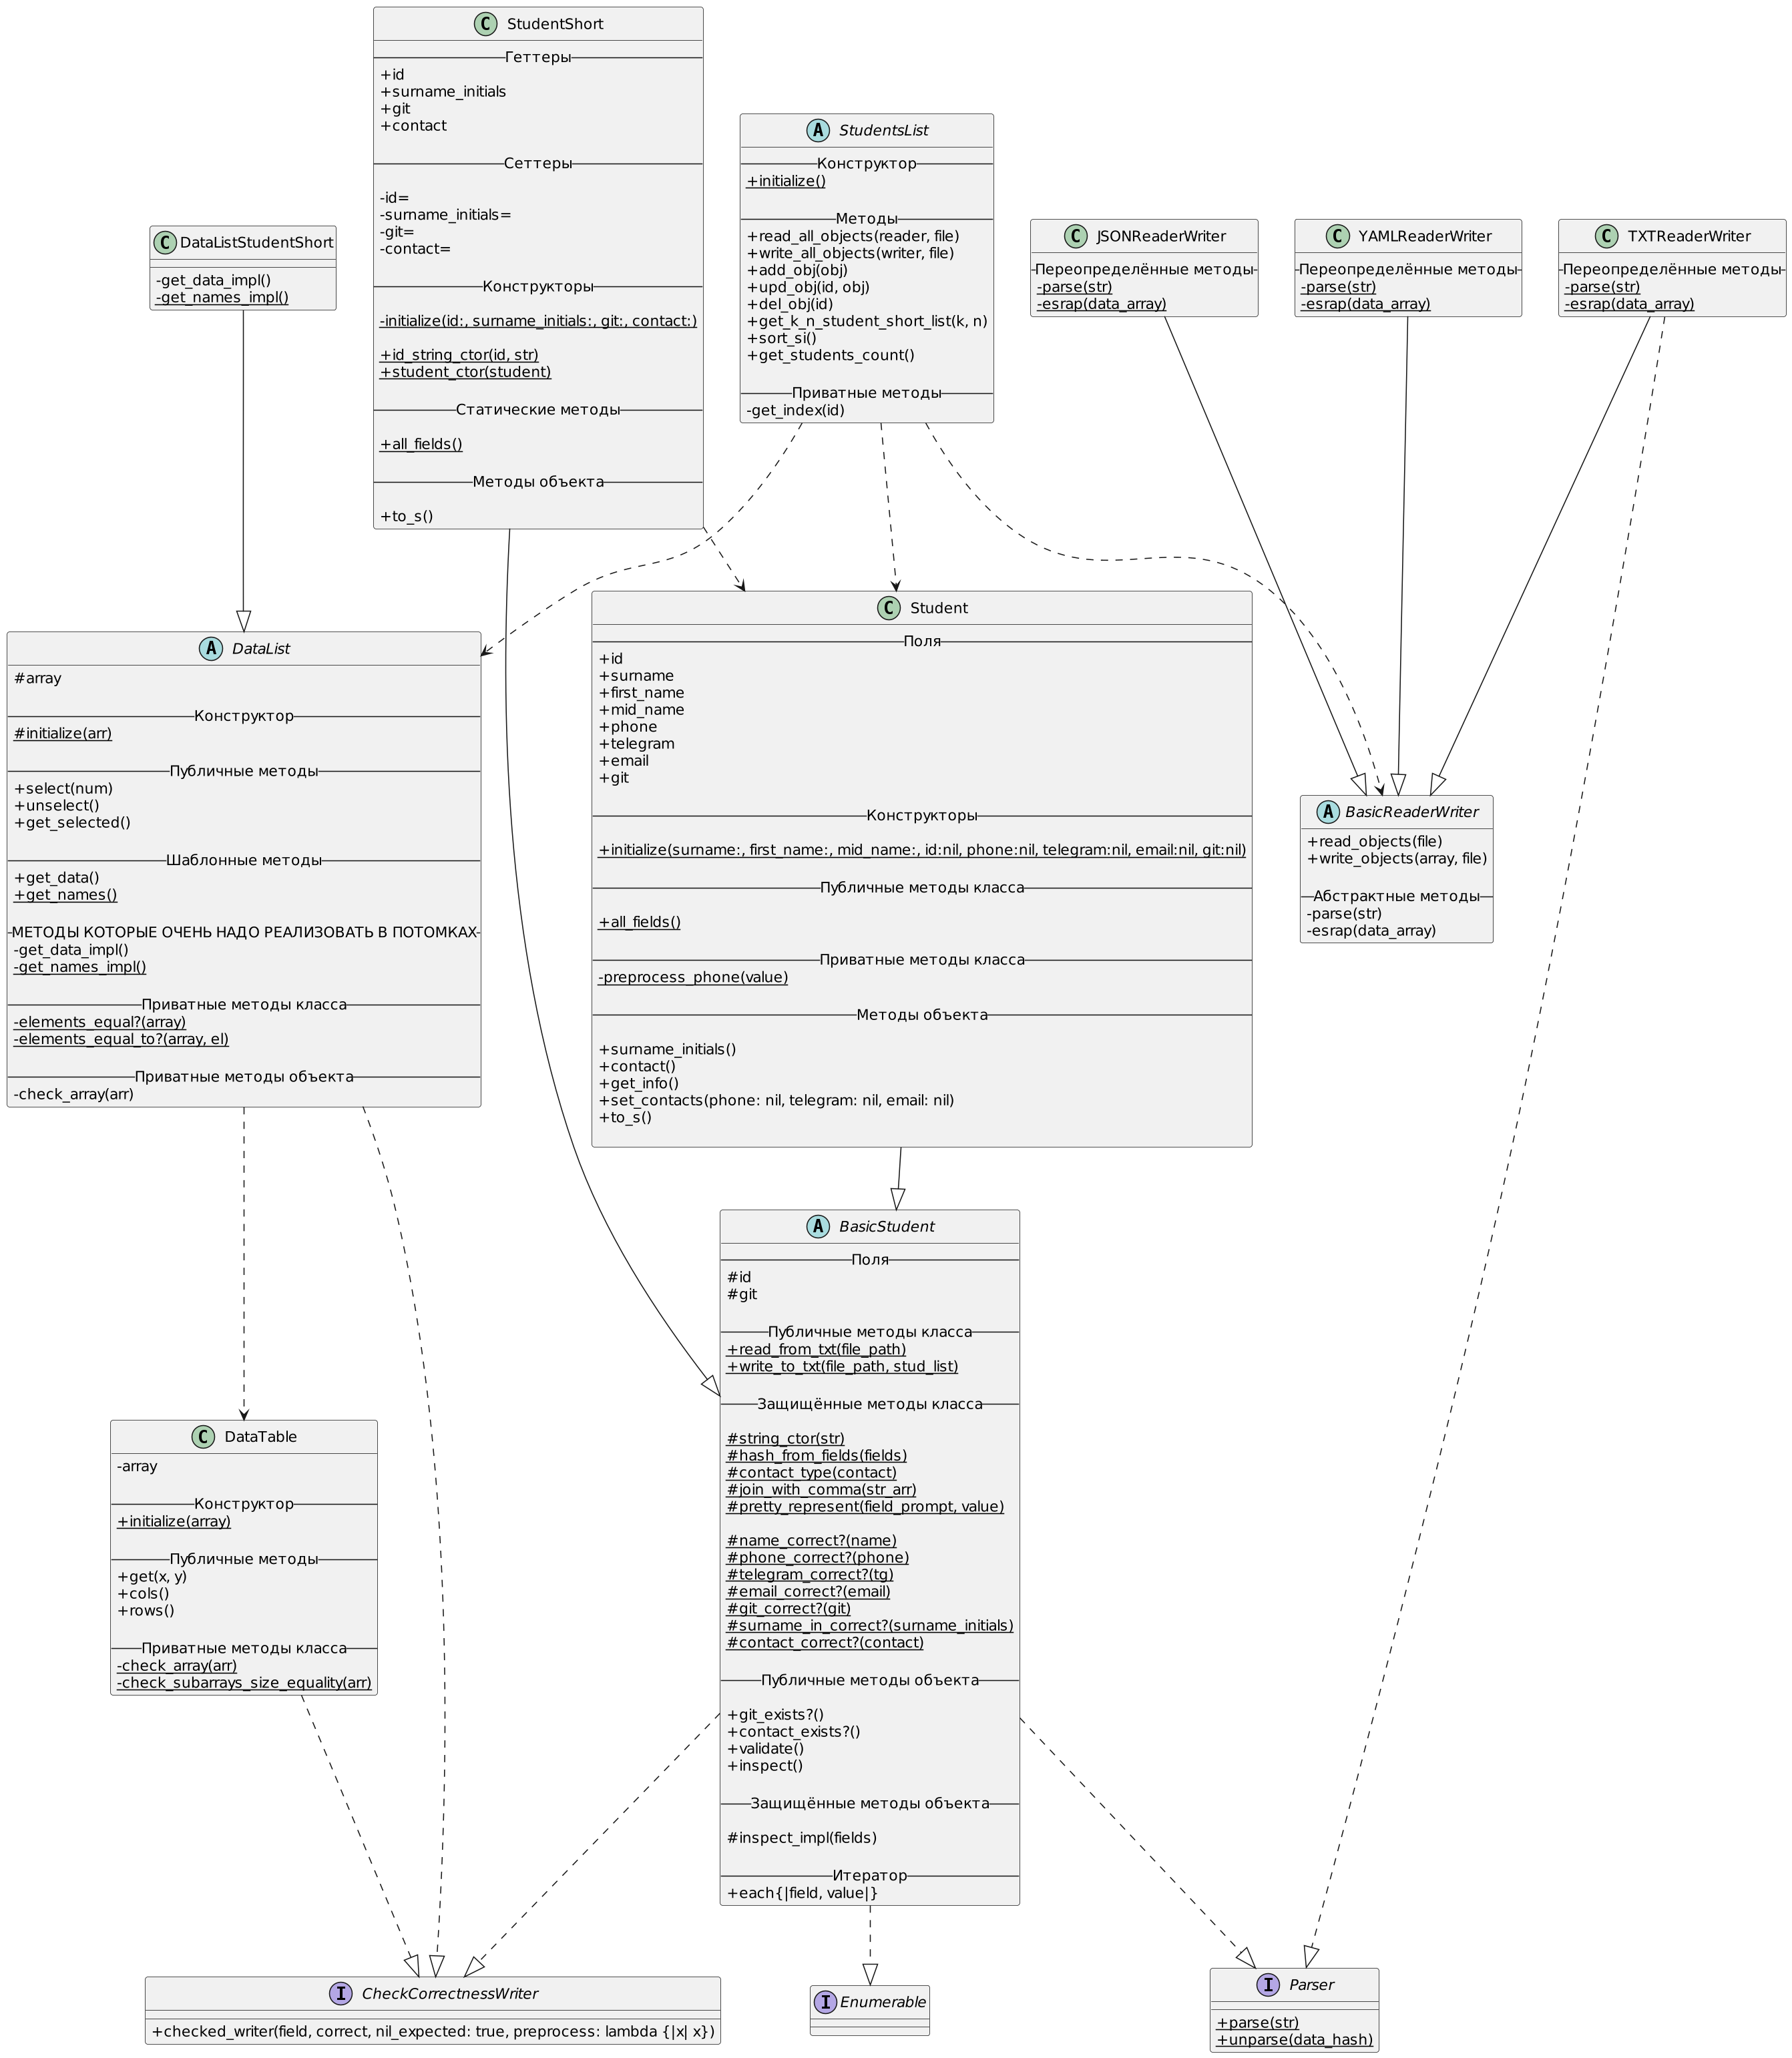 C StudentShort
Геттеры
+id
+surname_initials
+git
+contact
Сеттеры
-id=
-surname_initials=
-git=
-contact=
Конструкторы
-initialize(id:, surname_initials:, git:, contact:)
+id_string_ctor(id, str)
+student_ctor(student)
Статические методы
+all_fields()
Методы объекта
+to_s()
A StudentsList
Конструктор
+initialize()
Методы
+read_all_objects(reader, file)
+write_all_objects(writer, file)
+add_obj(obj)
+upd_obj(id, obj)
+del_obj(id)
+get_k_n_student_short_list(k, n)
+sort_si()
+get_students_count()
Приватные методы
-get_index(id)
C DataListStudentShort
-get_data_impl()
-get_names_impl()
C JSONReaderWriter
Переопределённые методы
-parse(str)
-esrap(data_array)
C YAMLReaderWriter
Переопределённые методы
-parse(str)
-esrap(data_array)
C TXTReaderWriter
Переопределённые методы
-parse(str)
-esrap(data_array)
A DataList
#array
Конструктор
#initialize(arr)
Публичные методы
+select(num)
+unselect()
+get_selected()
Шаблонные методы
+get_data()
+get_names()
МЕТОДЫ КОТОРЫЕ ОЧЕНЬ НАДО РЕАЛИЗОВАТЬ В ПОТОМКАХ
-get_data_impl()
-get_names_impl()
Приватные методы класса
-elements_equal?(array)
-elements_equal_to?(array, el)
Приватные методы объекта
-check_array(arr)
C Student
Поля
+id
+surname
+first_name
+mid_name
+phone
+telegram
+email
+git
Конструкторы
+initialize(surname:, first_name:, mid_name:, id:nil, phone:nil, telegram:nil, email:nil, git:nil)
Публичные методы класса
+all_fields()
Приватные методы класса
-preprocess_phone(value)
Методы объекта
+surname_initials()
+contact()
+get_info()
+set_contacts(phone: nil, telegram: nil, email: nil)
+to_s()
A BasicReaderWriter
+read_objects(file)
+write_objects(array, file)
Абстрактные методы
-parse(str)
-esrap(data_array)
A BasicStudent
Поля
#id
#git
Публичные методы класса
+read_from_txt(file_path)
+write_to_txt(file_path, stud_list)
Защищённые методы класса
#string_ctor(str)
#hash_from_fields(fields)
#contact_type(contact)
#join_with_comma(str_arr)
#pretty_represent(field_prompt, value)
#name_correct?(name)
#phone_correct?(phone)
#telegram_correct?(tg)
#email_correct?(email)
#git_correct?(git)
#surname_in_correct?(surname_initials)
#contact_correct?(contact)
Публичные методы объекта
+git_exists?()
+contact_exists?()
+validate()
+inspect()
Защищённые методы объекта
#inspect_impl(fields)
Итератор
+each{|field, value|}
C DataTable
-array
Конструктор
+initialize(array)
Публичные методы
+get(x, y)
+cols()
+rows()
Приватные методы класса
-check_array(arr)
-check_subarrays_size_equality(arr)
I CheckCorrectnessWriter
+checked_writer(field, correct, nil_expected: true, preprocess: lambda {|x| x})
I Enumerable
I Parser
+parse(str)
+unparse(data_hash)